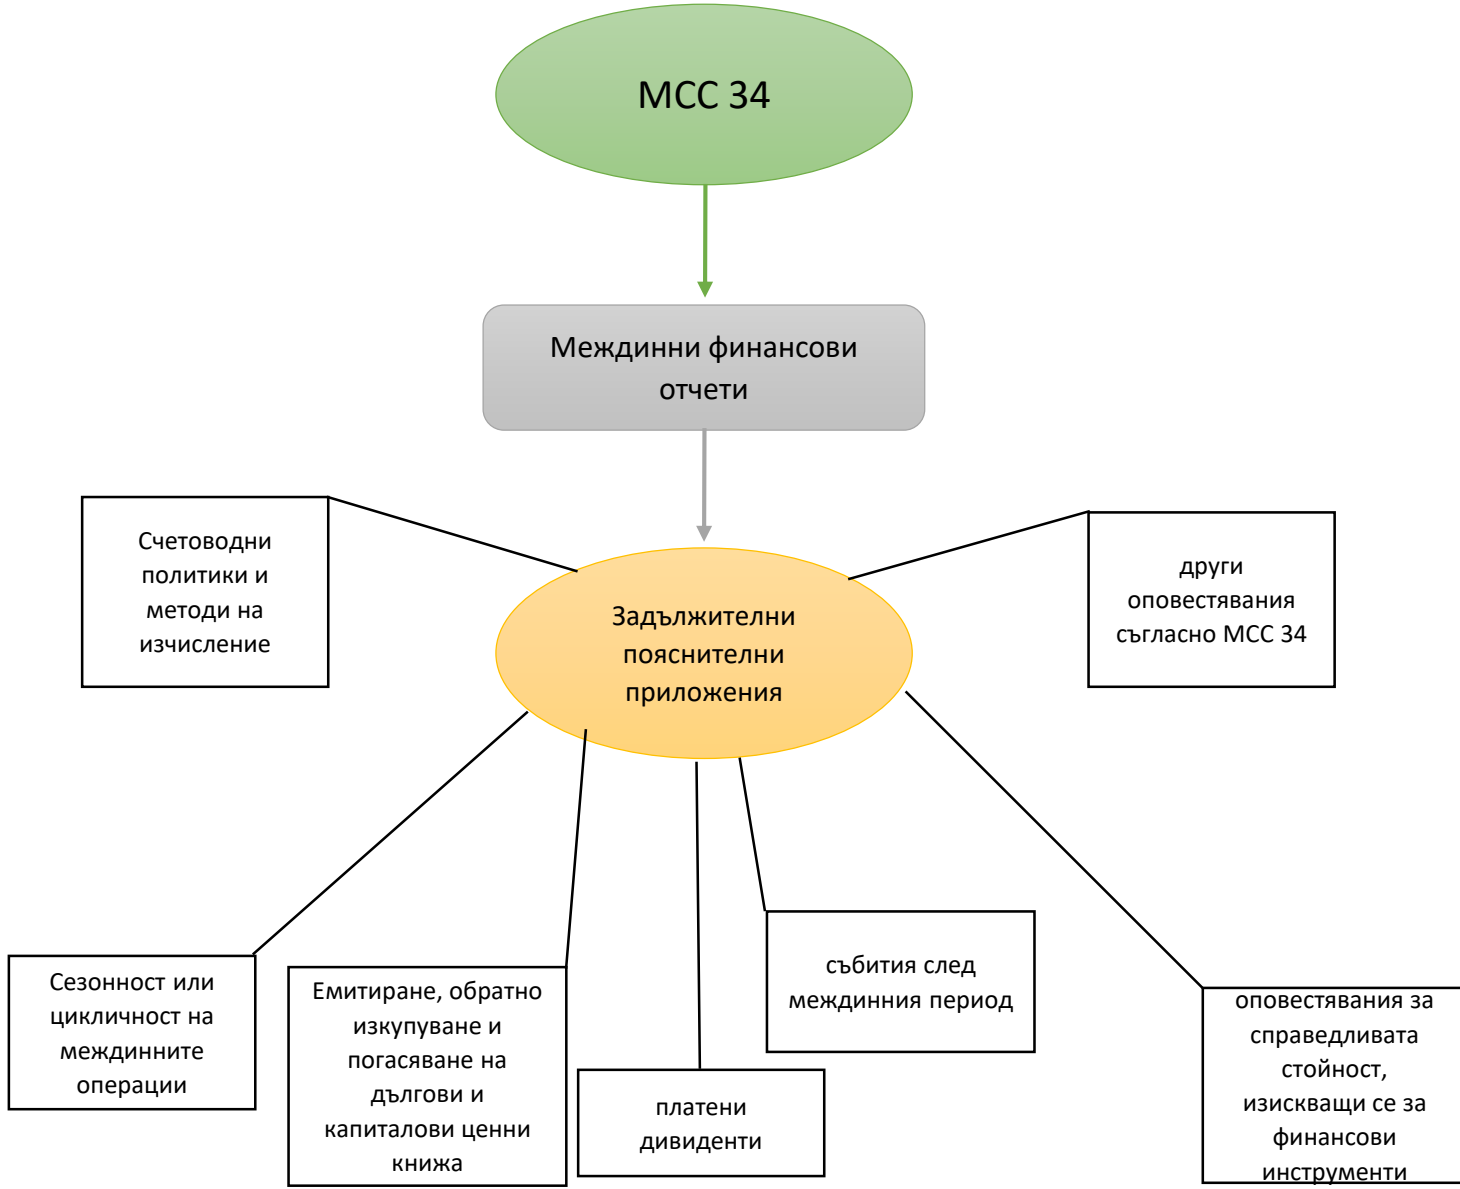 МСС 34
Междинни финансови
отчети
Счетоводни
политики и
методи на
изчисление
други
оповестявания
съгласно МСС 34
Задължителни
пояснителни
приложения
Сезонност или
цикличност на
междинните
операции
Емитиране, обратно
изкупуване и
погасяване на
дългови и
капиталови ценни
книжа
платени
дивиденти
събития след
междинния период
оповестявания за
справедливата
стойност,
изискващи се за
финансови
инструменти